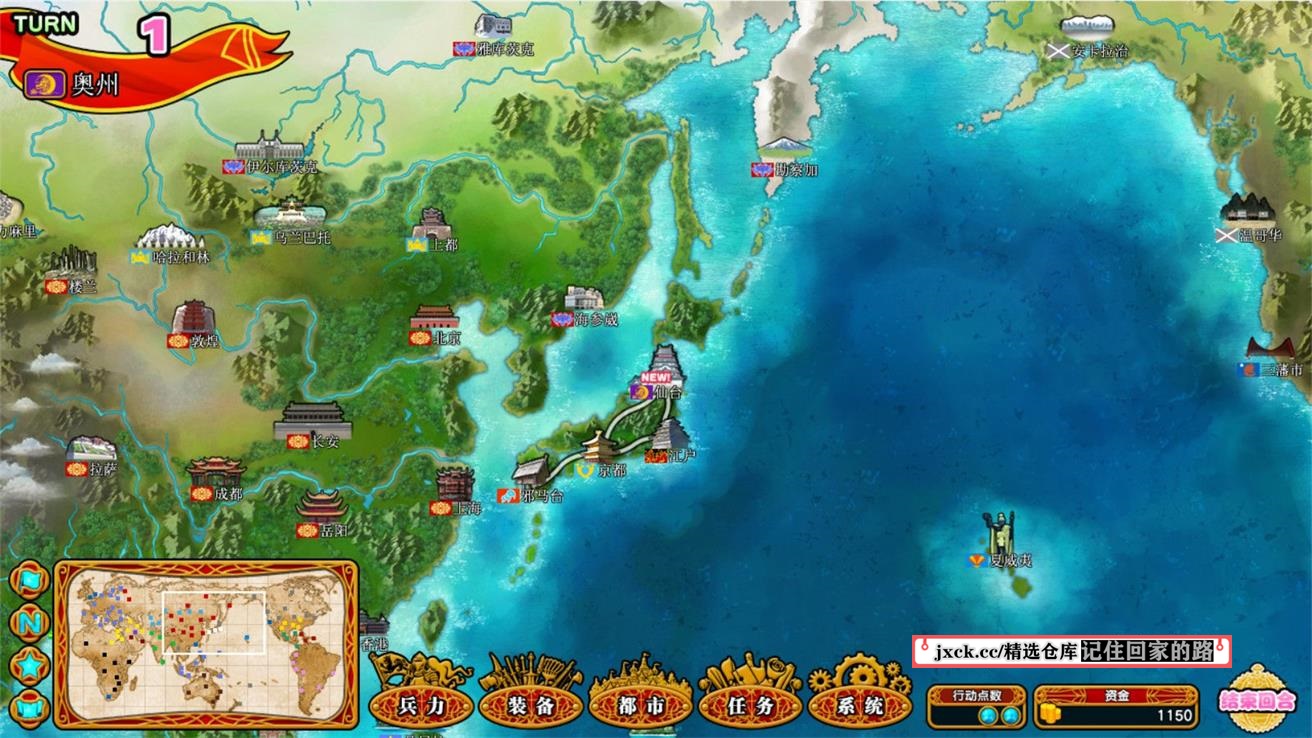 TURN
1
奥州
雅库茨克
安卡拉治
伊尔库茨克
勘察加
乌兰巴托
上都
哈拉和林
温哥华
楼兰
敦煌
北京
海参崴
三藩市
NEW!
仙台
长安
江户
拉萨
京都
成都
邪马台
上海
岳阳
夏威夷
N
香港
jxck.cc/精选仓库记住回家的路
兵力
装备
都市
任务
系统
行动点数
资金
1150
结束回合